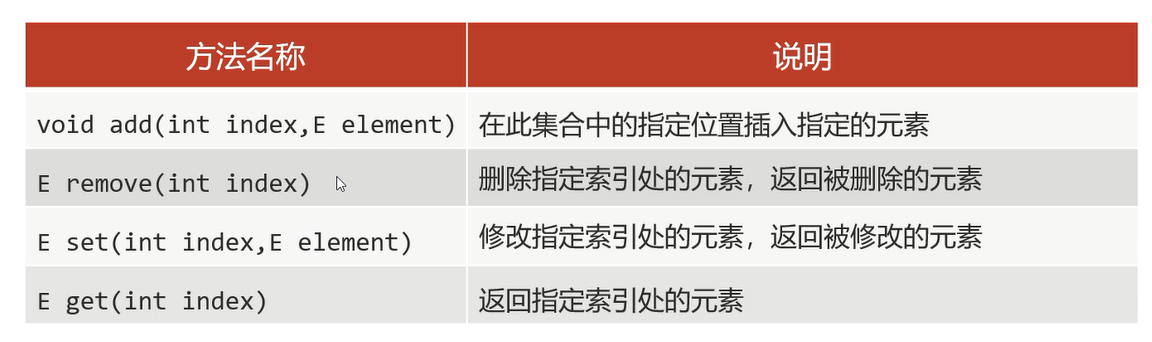 方法名称 说明
void add(int index,E element) 在此集合中的指定位置插入指定的元素
E remove(int index) 删除指定索引处的元素，返回被删除的元素
E set(int index,E element) 修改指定索引处的元素，返回被修改的元素
E get(int index) 返回指定索引处的元素